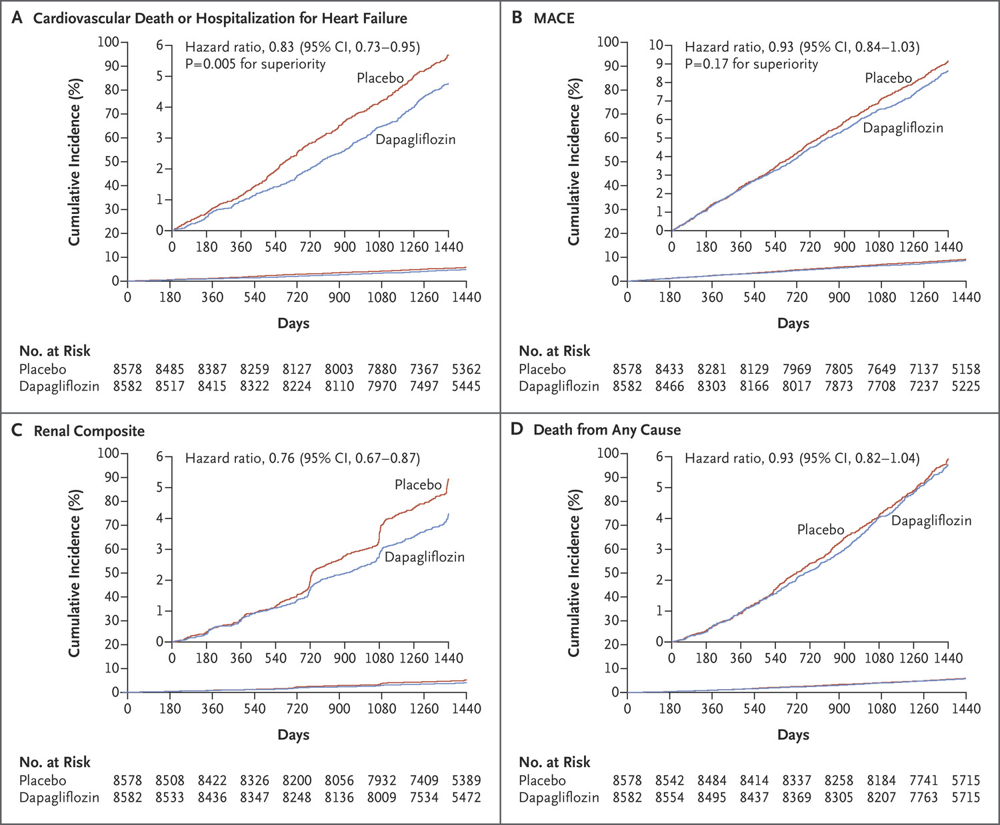 A Cardiovascular Death or Hospitalization for Heart Failure
Cumulative Incidence (%)
100
90
80
70
60
50
40
30
20
10
0
6
5
4
3
2
1
0
Hazard ratio, 0.83 (95% CI, 0.73–0.95)
P=0.005 for superiority
Placebo
Dapagliflozin
0 180 360 540 720 900 1080 1260 1440
0 180 360 540 720 900 1080 1260 1440
Days
No. at Risk
Placebo 8578 8485 8387 8259 8127 8003 7880 7367 5362
Dapagliflozin 8582 8517 8415 8322 8224 8110 7970 7497 5445
B MACE
Cumulative Incidence (%)
100
90
80
70
60
50
40
30
20
10
0
10
9
8
7
6
5
4
3
2
1
0
Hazard ratio, 0.93 (95% CI, 0.84–1.03)
P=0.17 for superiority
Placebo
Dapagliflozin
0 180 360 540 720 900 1080 1260 1440
0 180 360 540 720 900 1080 1260 1440
Days
No. at Risk
Placebo 8578 8433 8281 8129 7969 7805 7649 7137 5158
Dapagliflozin 8582 8466 8303 8166 8017 7873 7708 7237 5225
C Renal Composite
Cumulative Incidence (%)
100
90
80
70
60
50
40
30
20
10
0
6
5
4
3
2
1
0
Hazard ratio, 0.76 (95% CI, 0.67–0.87)
Placebo
Dapagliflozin
0 180 360 540 720 900 1080 1260 1440
0 180 360 540 720 900 1080 1260 1440
Days
No. at Risk
Placebo 8578 8508 8422 8326 8200 8056 7932 7409 5389
Dapagliflozin 8582 8533 8436 8347 8248 8136 8009 7534 5472
D Death from Any Cause
Cumulative Incidence (%)
100
90
80
70
60
50
40
30
20
10
0
6
5
4
3
2
1
0
Hazard ratio, 0.93 (95% CI, 0.82–1.04)
Placebo
Dapagliflozin
0 180 360 540 720 900 1080 1260 1440
0 180 360 540 720 900 1080 1260 1440
Days
No. at Risk
Placebo 8578 8542 8484 8414 8337 8258 8184 7741 5715
Dapagliflozin 8582 8554 8495 8437 8369 8305 8207 7763 5715